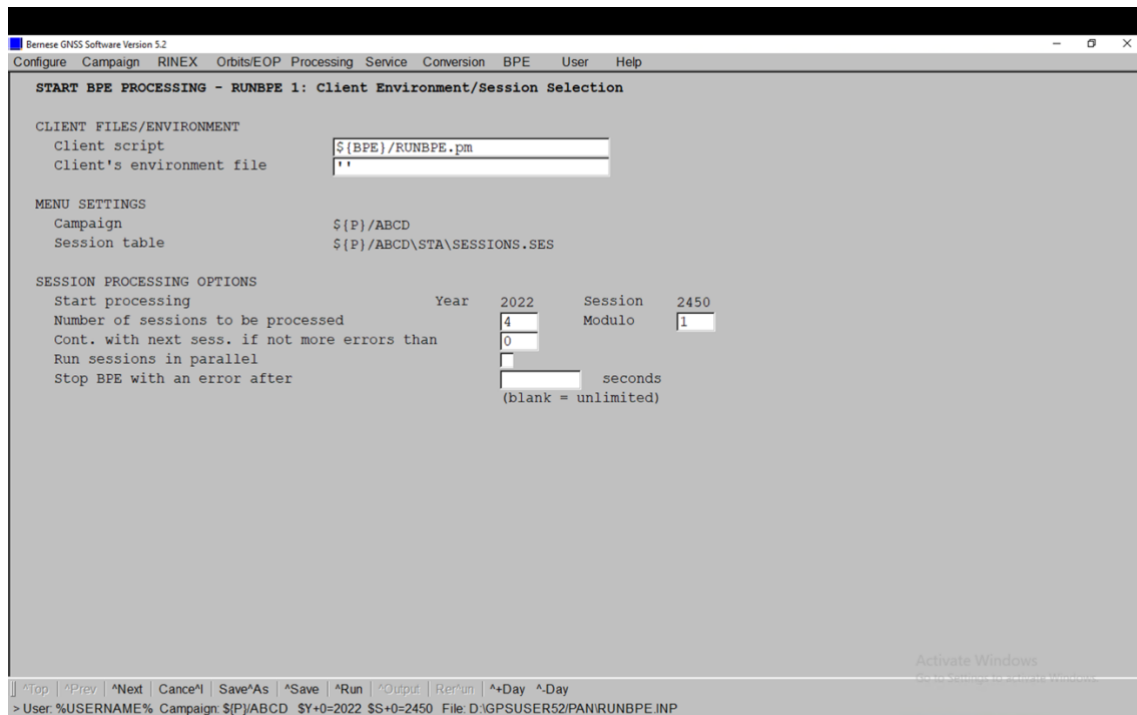 Bernese GNSS Software Version 5.2
Configure Campaign RINEX Orbits/EOP Processing Service Conversion BPE User Help
START BPE PROCESSING - RUNBPE 1: Client Environment/Session Selection
CLIENT FILES/ENVIRONMENT
Client script ${BPE}/RUNBPE.pm
Client's environment file ''
MENU SETTINGS
Campaign ${P}/ABCD
Session table ${P}/ABCD\STA\SESSIONS.SES
SESSION PROCESSING OPTIONS
Start processing Year 2022 Session 2450
Number of sessions to be processed 4 Modulo 1
Cont. with next sess. if not more errors than 0
Run sessions in parallel
Stop BPE with an error after seconds
(blank = unlimited)
Activate Windows
Go to Settings to activate Windows.
^Top | ^Prev | ^Next | Cance^l | Save^As | ^Save | ^Run | ^Output | Rer^un | ^+Day ^-Day
> User: %USERNAME% Campaign: ${P}/ABCD $Y+0=2022 $S+0=2450 File: D:\GPSUSER52/PAN\RUNBPE.INP